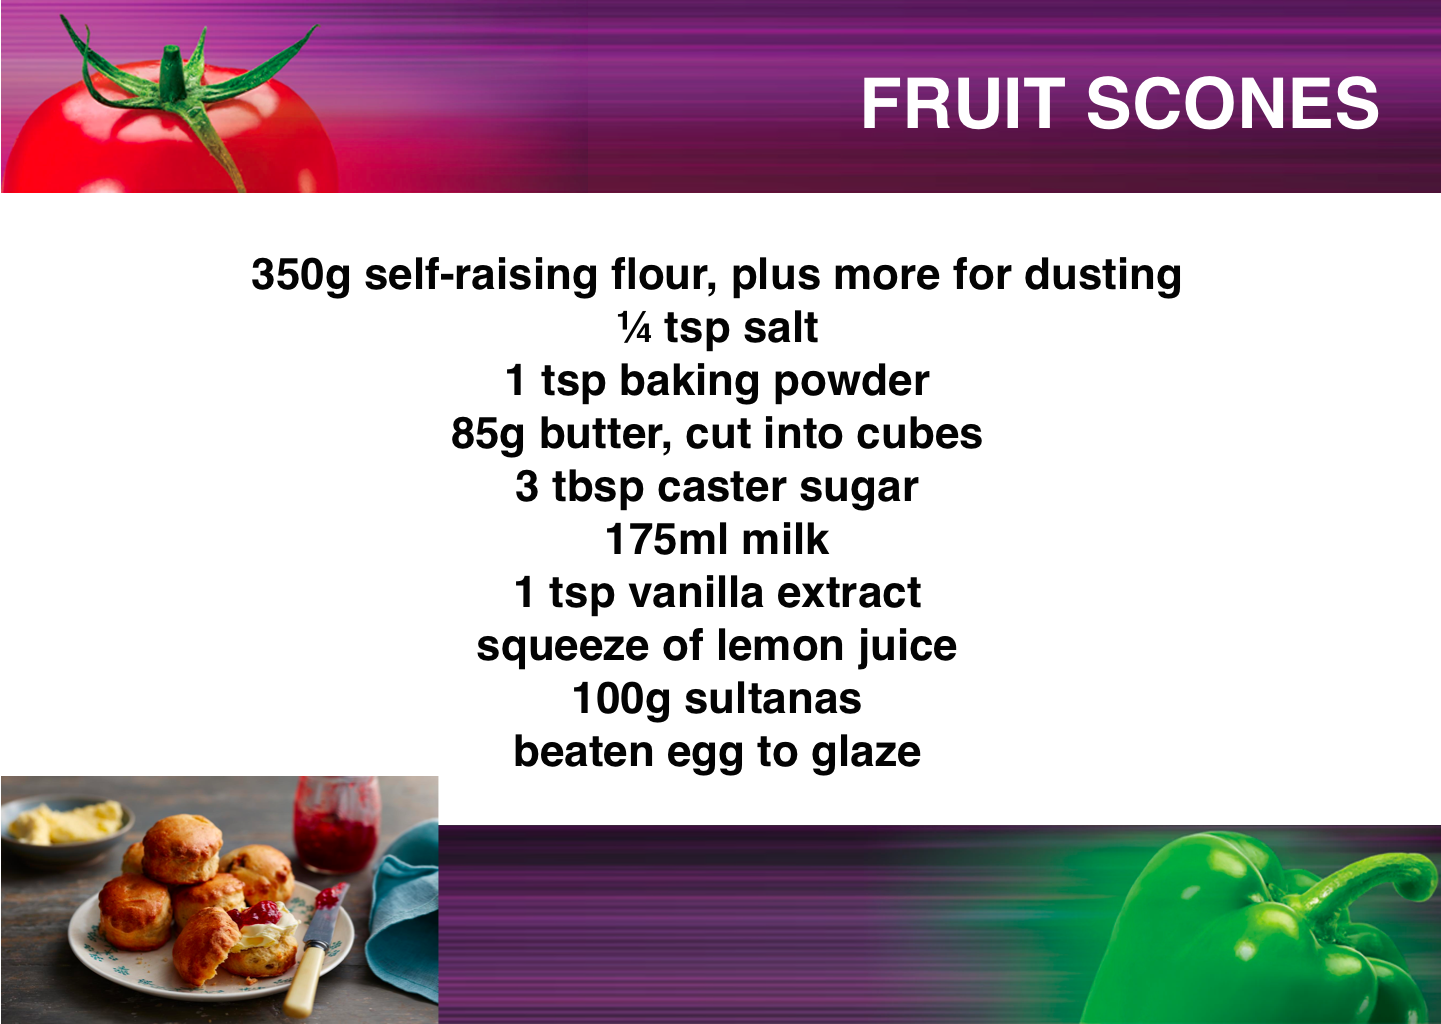 FRUIT SCONES
350g self-raising flour, plus more for dusting
¼ tsp salt
1 tsp baking powder
85g butter, cut into cubes
3 tbsp caster sugar
175ml milk
1 tsp vanilla extract
squeeze of lemon juice
100g sultanas
beaten egg to glaze